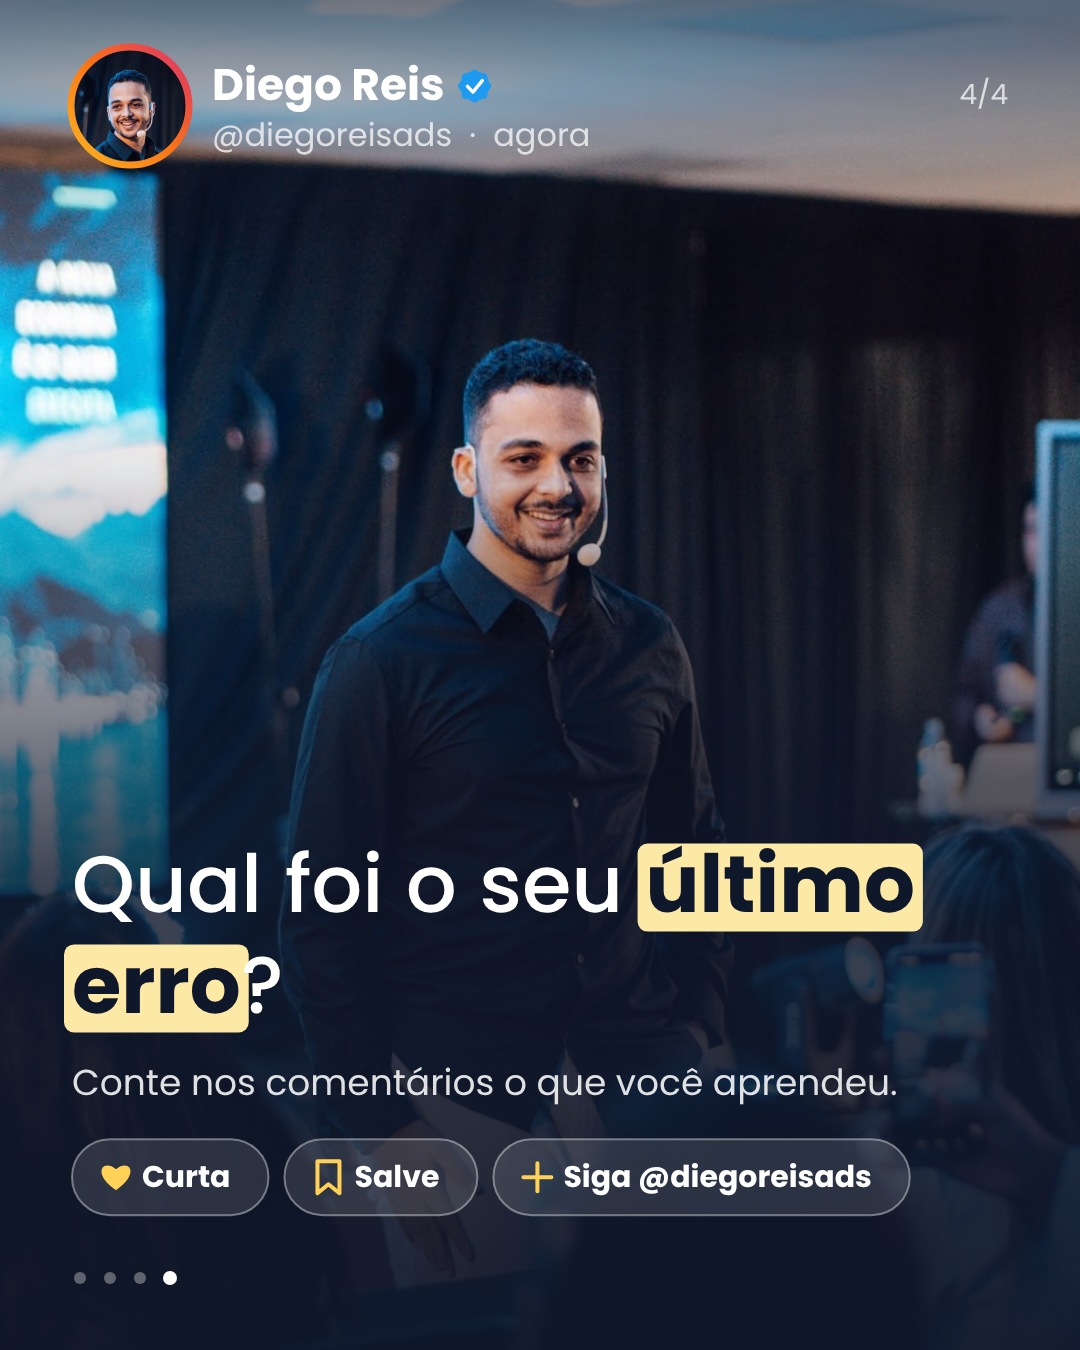 Diego Reis
@diegoreisads · agora
4/4
Qual foi o seu último
erro?
Conte nos comentários o que você aprendeu.
Curta
Salve
Siga @diegoreisads